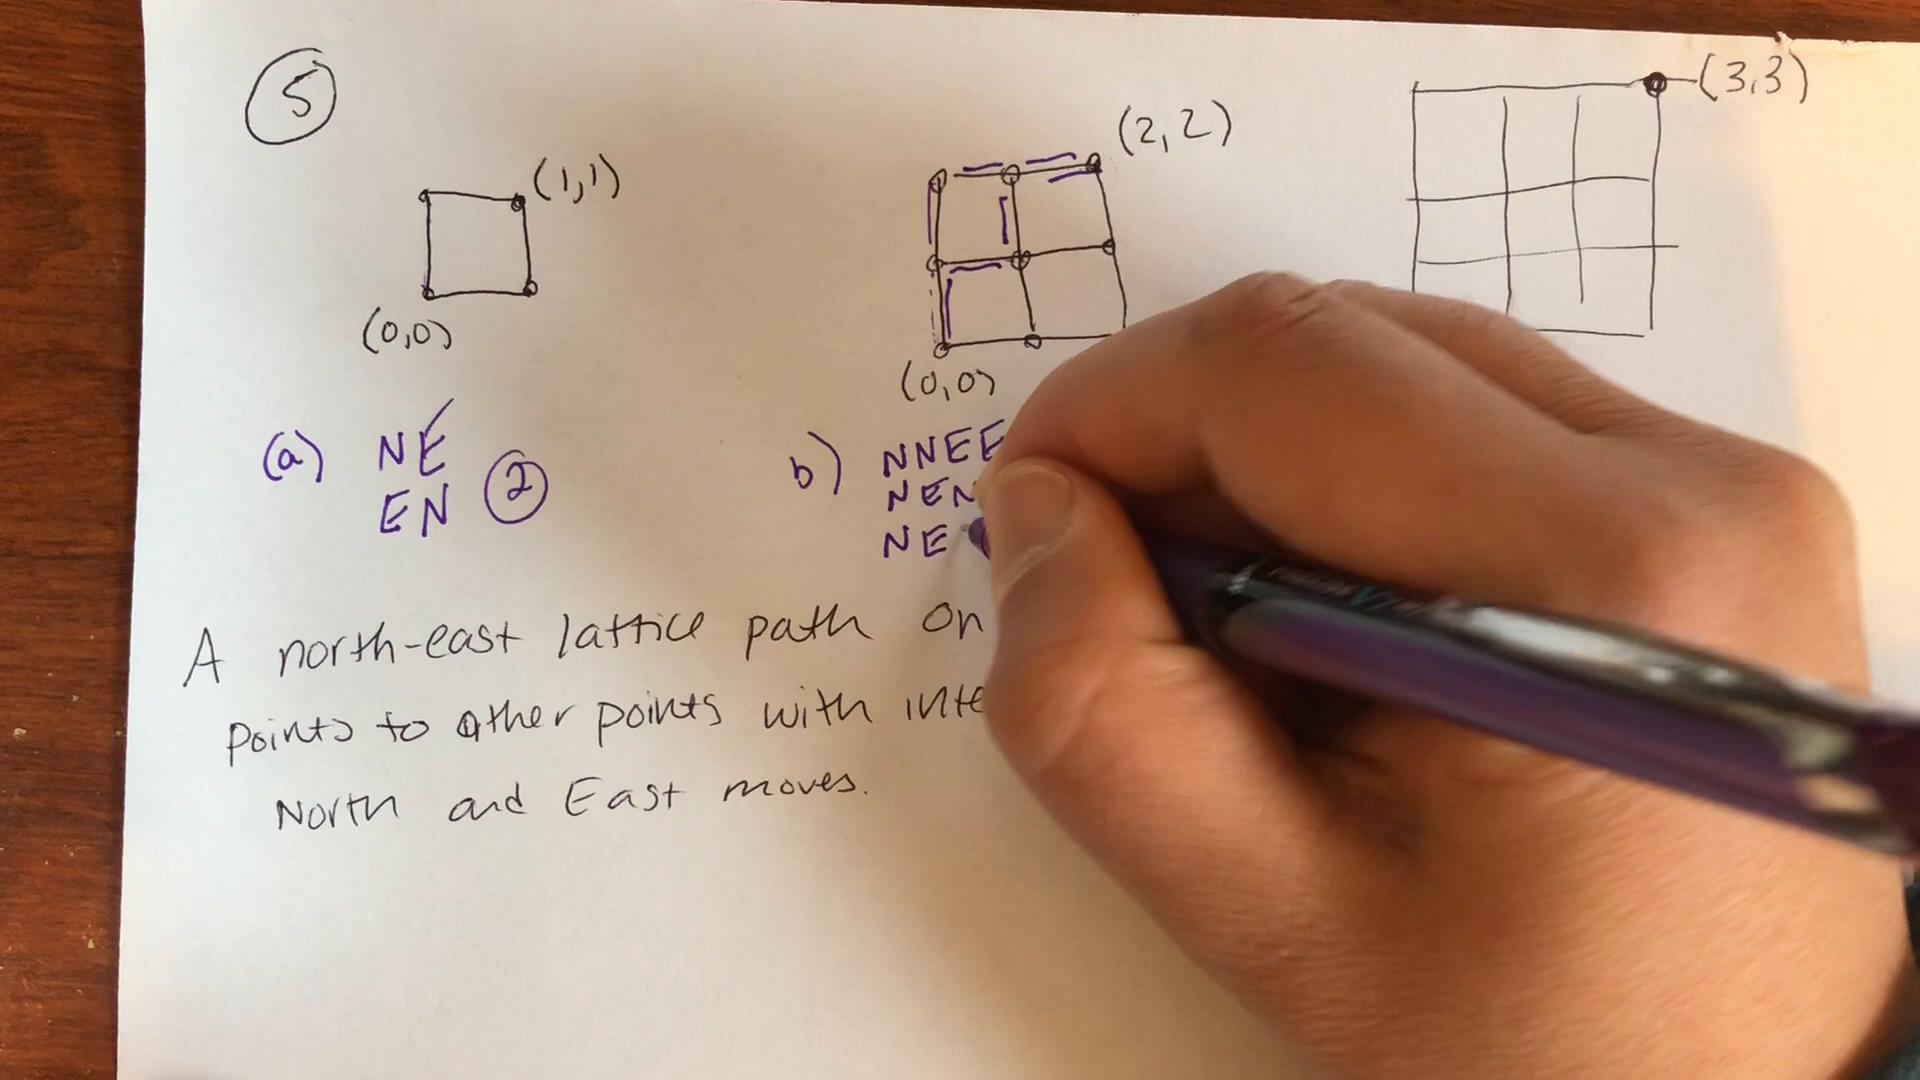 5
(1,1)
(2,2)
(3,3)
(0,0)
(0,0)
(a) NE
EN 2
b) NNEE
NEN
NE
A north-east lattice path on
points to other points with inte
North and East moves.